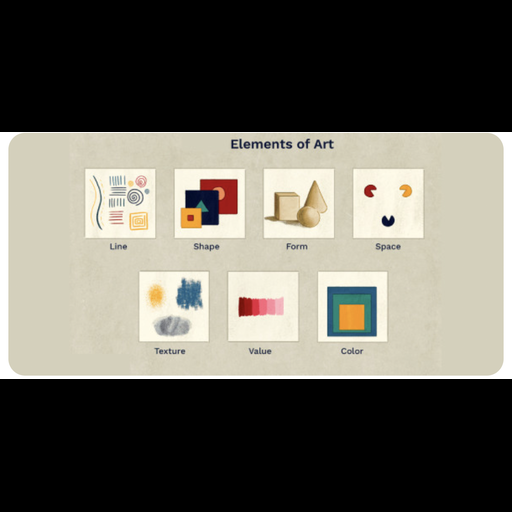 Elements of Art
Line
Shape
Form
Space
Texture
Value
Color